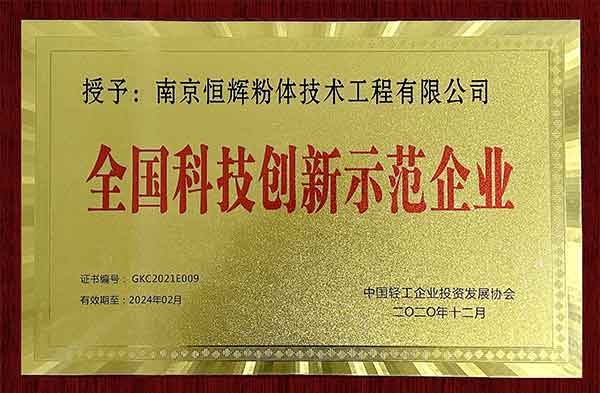 授予：南京恒辉粉体技术工程有限公司
全国科技创新示范企业
证书编号：GKC2021E009
有效期至：2024年02月
中国轻工企业投资发展协会
二〇二〇年十二月